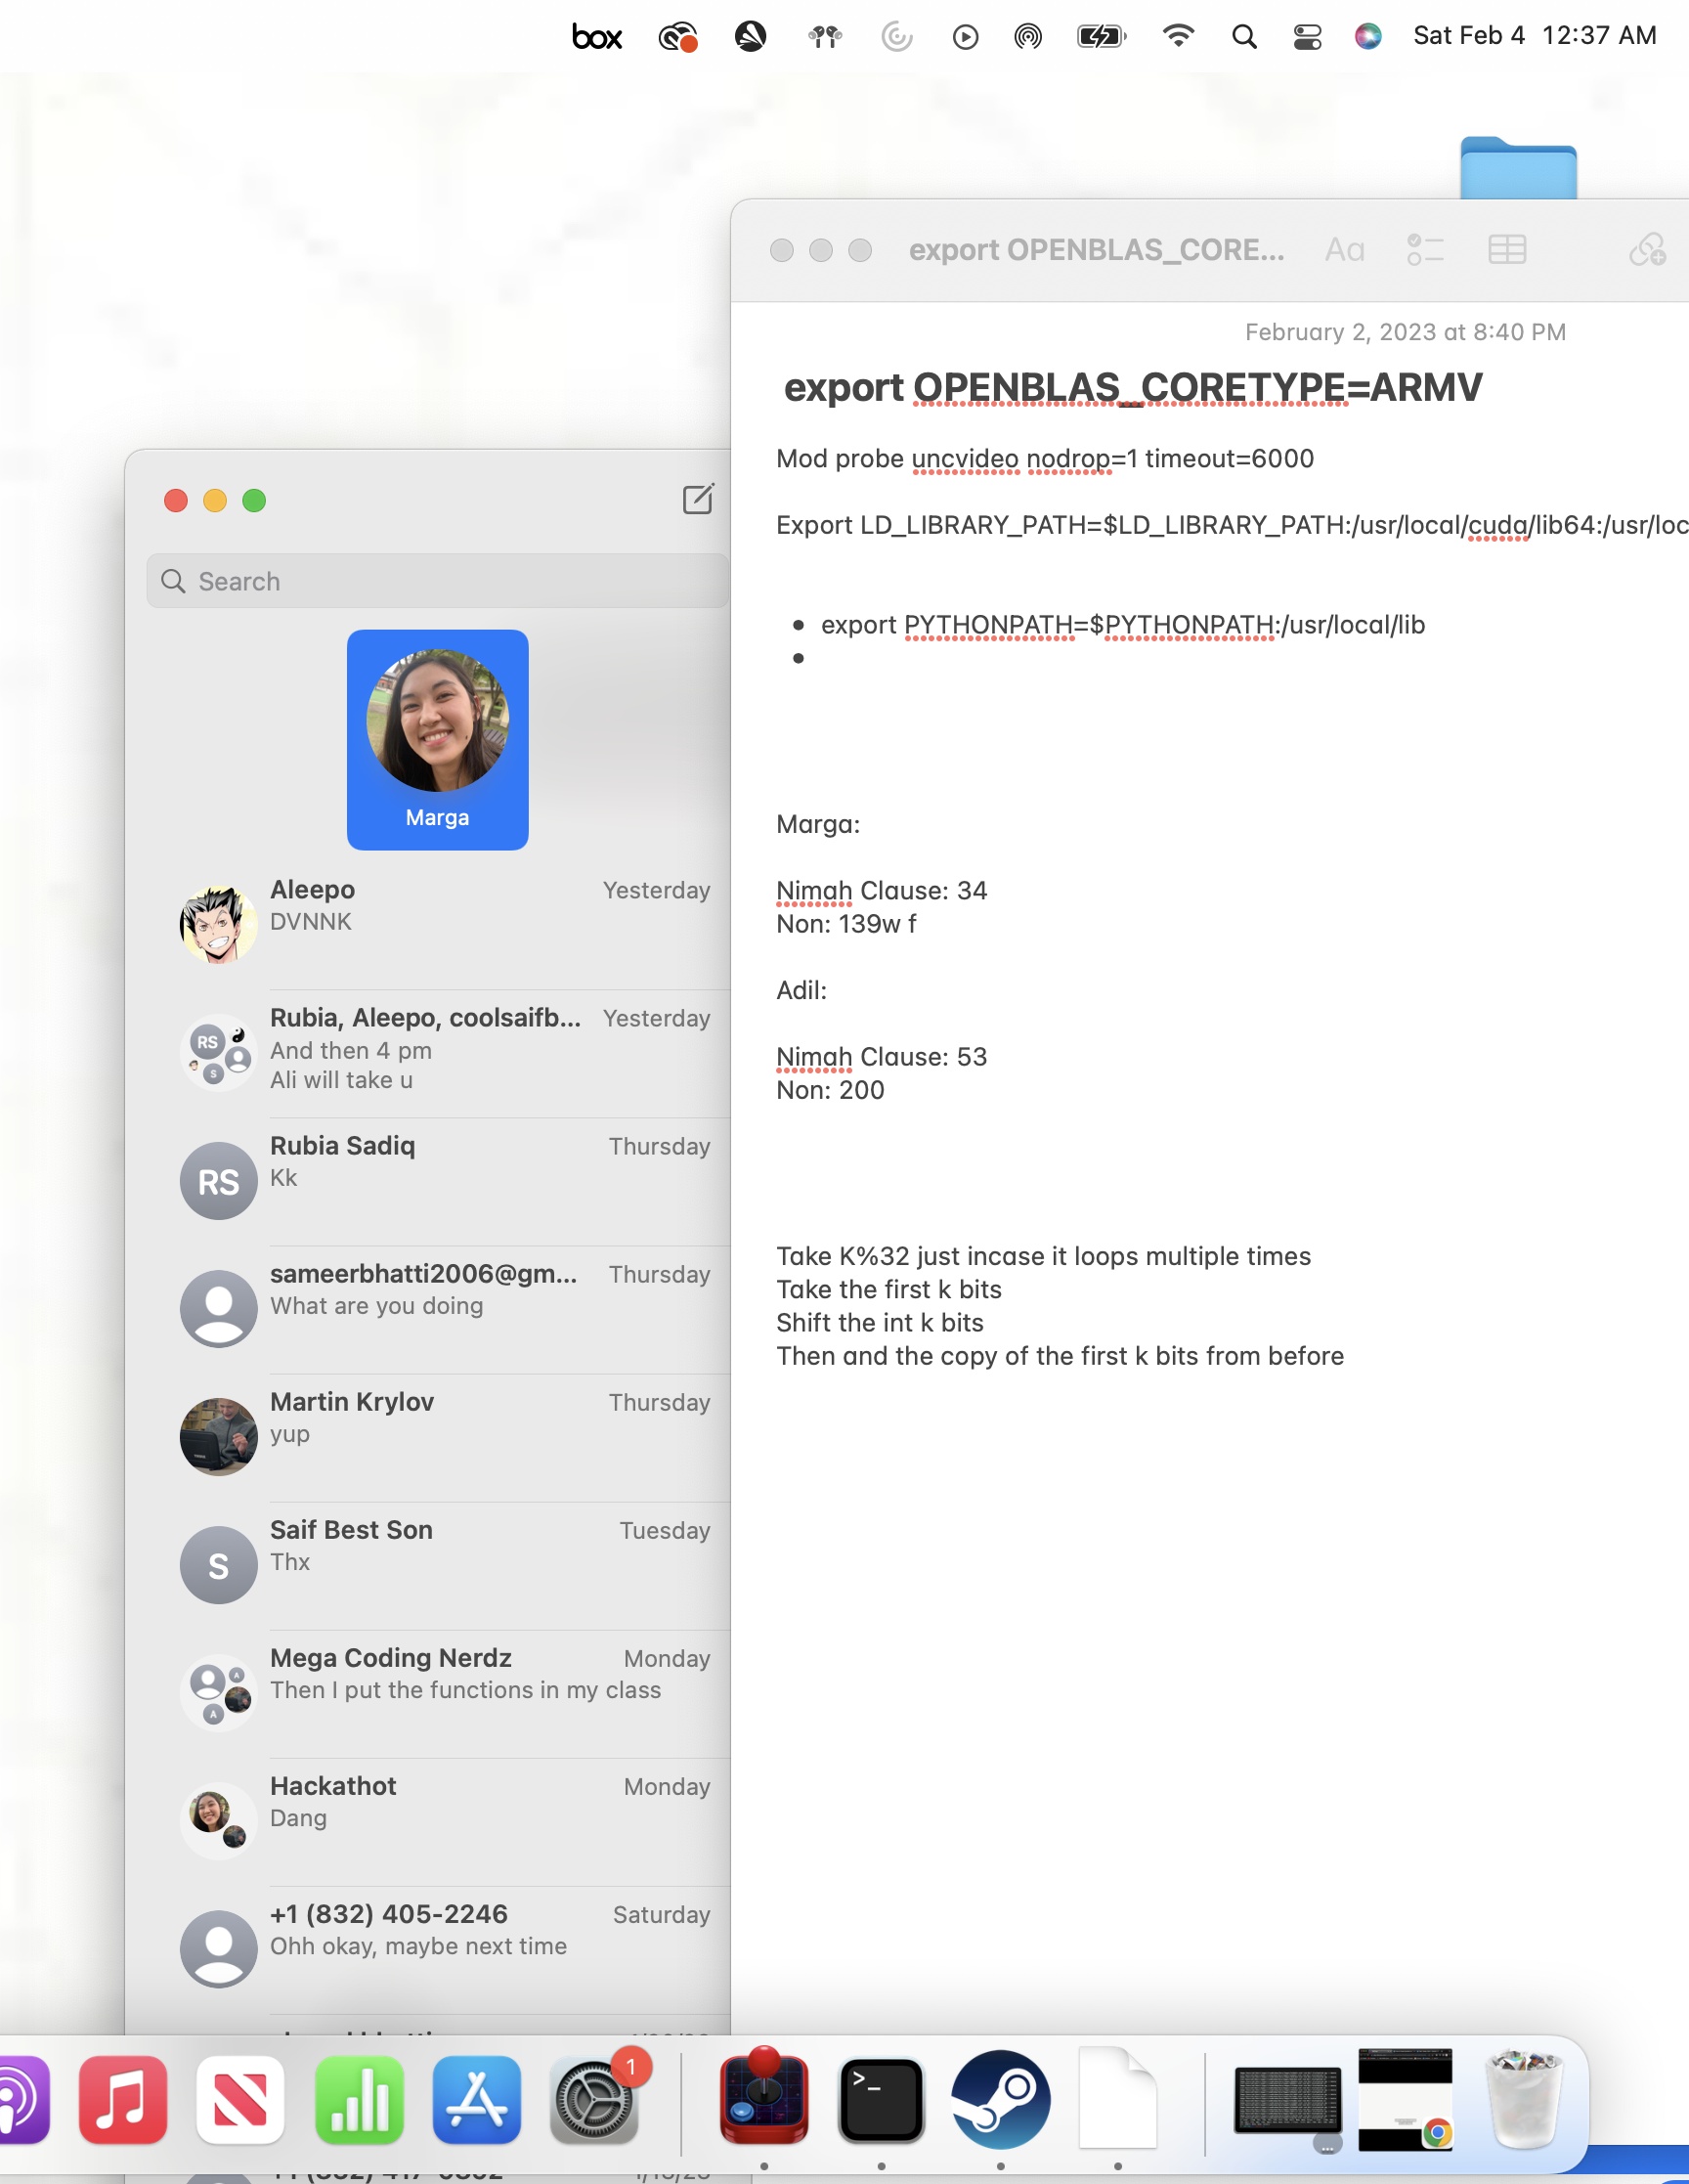 box
Sat Feb 4 12:37 AM
export OPENBLAS_CORE...
Aa
February 2, 2023 at 8:40 PM
export OPENBLAS_CORETYPE=ARMV
Mod probe uncvideo nodrop=1 timeout=6000
Export LD_LIBRARY_PATH=$LD_LIBRARY_PATH:/usr/local/cuda/lib64:/usr/loc
• export PYTHONPATH=$PYTHONPATH:/usr/local/lib
•
Marga:
Nimah Clause: 34
Non: 139w f
Adil:
Nimah Clause: 53
Non: 200
Take K%32 just incase it loops multiple times
Take the first k bits
Shift the int k bits
Then and the copy of the first k bits from before
Search
Marga
Aleepo Yesterday
DVNNK
Rubia, Aleepo, coolsaifb... Yesterday
RS
S
And then 4 pm
Ali will take u
Rubia Sadiq Thursday
RS
Kk
sameerbhatti2006@gm... Thursday
What are you doing
Martin Krylov Thursday
yup
Saif Best Son Tuesday
S
Thx
Mega Coding Nerdz Monday
A
A
Then I put the functions in my class
Hackathot Monday
Dang
+1 (832) 405-2246 Saturday
Ohh okay, maybe next time
1
>_